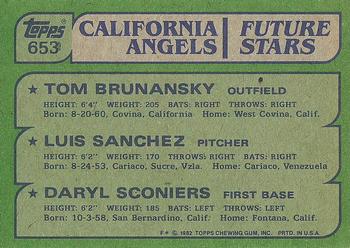 Topps
653
CALIFORNIA ANGELS
FUTURE STARS
★ TOM BRUNANSKY OUTFIELD
HEIGHT: 6'4" WEIGHT: 205 BATS: RIGHT THROWS: RIGHT
Born: 8-20-60, Covina, California Home: West Covina, Calif.
★ LUIS SANCHEZ PITCHER
HEIGHT: 6'2" WEIGHT: 170 BATS: RIGHT THROWS: RIGHT
Born: 8-24-53, Cariaco, Sucre, Vzla. Home: Cariaco, Venezuela
★ DARYL SCONIERS FIRST BASE
HEIGHT: 6'2" WEIGHT: 185 BATS: LEFT THROWS: LEFT
Born: 10-3-58, San Bernardino, Calif. Home: Fontana, Calif.
F* © 1982 TOPPS CHEWING GUM, INC. PRTD. IN U.S.A.